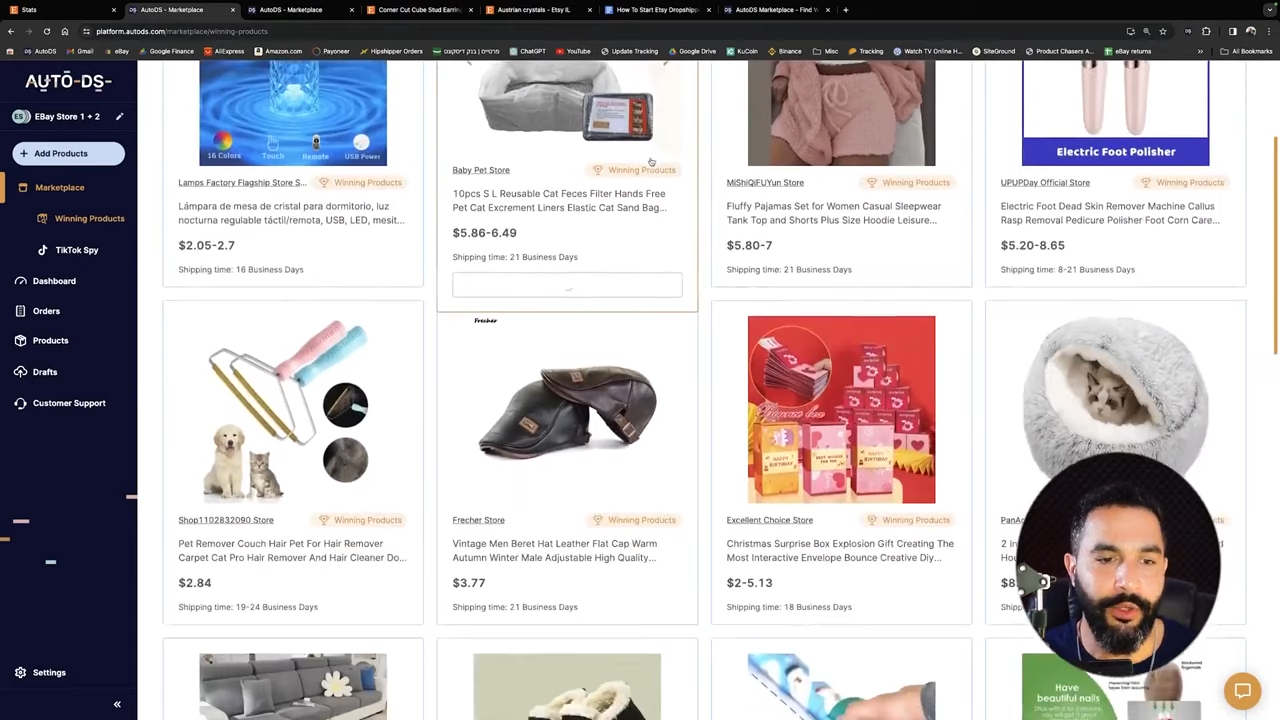 Stats
AutoDS - Marketplace
AutoDS - Marketplace
Corner Cut Cube Stud Earrin
Austrian crystals - Etsy IL
How To Start Etsy Dropshipp
AutoDS Marketplace - Find
platform.autods.com/marketplace/winning-products
AutoDS
Gmail
eBay
Google Finance
AliExpress
Amazon.com
Payoneer
Hipshipper Orders
פרטיים | בנק דיסקונט
ChatGPT
YouTube
Update Tracking
Google Drive
KuCoin
Binance
Misc
Tracking
Watch TV Online H...
SiteGround
Product Chasers A...
eBay returns
All Bookmarks
AUTO-DS-
ES
EBay Store 1 + 2
Add Products
Marketplace
Winning Products
TikTok Spy
Dashboard
Orders
Products
Drafts
Customer Support
Settings
16 Colors
Touch
Remote
USB Power
Lamps Factory Flagship Store S...
Winning Products
Lámpara de mesa de cristal para dormitorio, luz
nocturna regulable táctil/remota, USB, LED, mesit...
$2.05-2.7
Shipping time: 16 Business Days
Baby Pet Store
Winning Products
10pcs S L Reusable Cat Feces Filter Hands Free
Pet Cat Excrement Liners Elastic Cat Sand Bag...
$5.86-6.49
Shipping time: 21 Business Days
MiShiQiFUYun Store
Winning Products
Fluffy Pajamas Set for Women Casual Sleepwear
Tank Top and Shorts Plus Size Hoodie Leisure...
$5.80-7
Shipping time: 21 Business Days
Electric Foot Polisher
UPUPDay Official Store
Winning Products
Electric Foot Dead Skin Remover Machine Callus
Rasp Removal Pedicure Polisher Foot Corn Care...
$5.20-8.65
Shipping time: 8-21 Business Days
Shop1102832090 Store
Winning Products
Pet Remover Couch Hair Pet For Hair Remover
Carpet Cat Pro Hair Remover And Hair Cleaner Do...
$2.84
Shipping time: 19-24 Business Days
Frecher
Frecher Store
Winning Products
Vintage Men Beret Hat Leather Flat Cap Warm
Autumn Winter Male Adjustable High Quality...
$3.77
Shipping time: 21 Business Days
Bounce box
HAPPY
BIRTHDAY
HAPPY
BIRTHDAY
Excellent Choice Store
Winning Products
Christmas Surprise Box Explosion Gift Creating The
Most Interactive Envelope Bounce Creative Diy...
$2-5.13
Shipping time: 18 Business Days
2 in
$8
Shipping
Have
beautiful nails